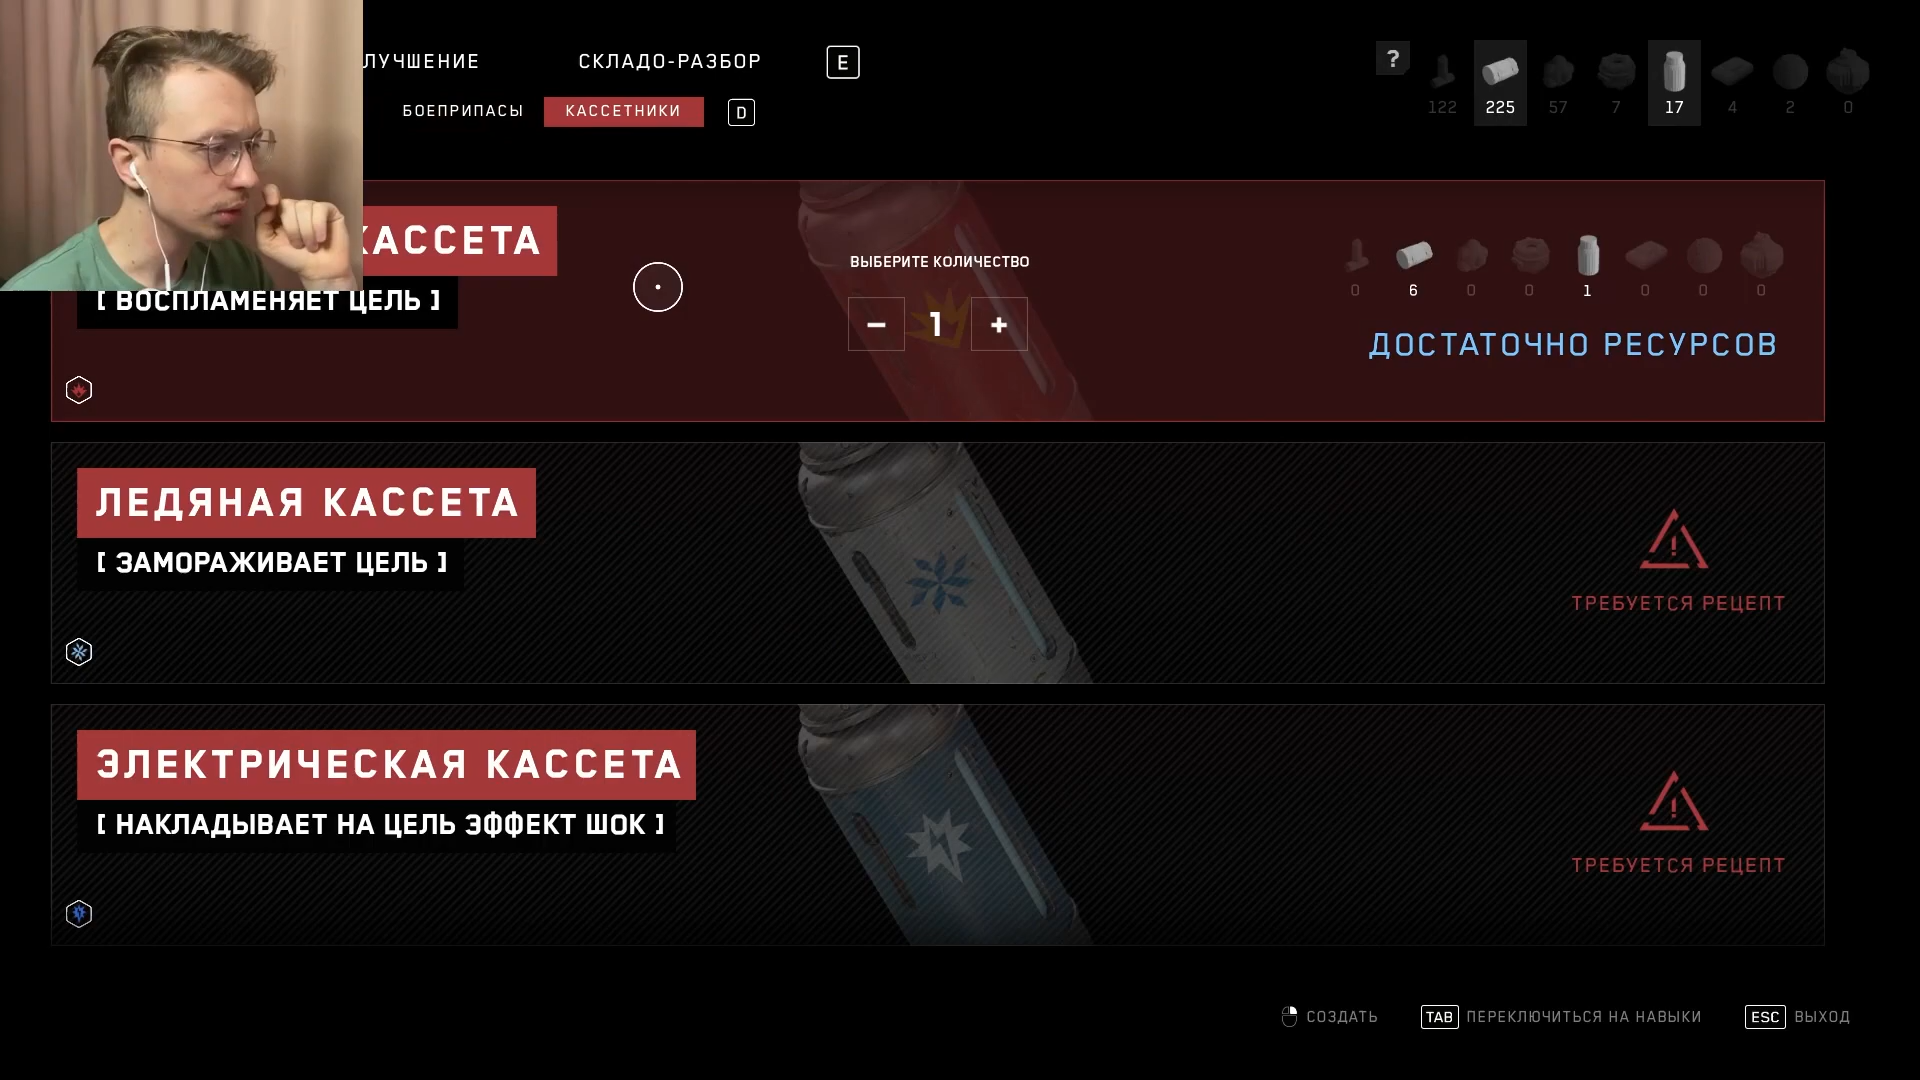 ЛУЧШЕНИЕ СКЛАДО-РАЗБОР E
БОЕПРИПАСЫ КАССЕТНИКИ D
?
122 225 57 7 17 4 2 0
КАССЕТА
[ ВОСПЛАМЕНЯЕТ ЦЕЛЬ ]
ВЫБЕРИТЕ КОЛИЧЕСТВО
− 1 +
0 6 0 0 1 0 0 0
ДОСТАТОЧНО РЕСУРСОВ
ЛЕДЯНАЯ КАССЕТА
[ ЗАМОРАЖИВАЕТ ЦЕЛЬ ]
ТРЕБУЕТСЯ РЕЦЕПТ
ЭЛЕКТРИЧЕСКАЯ КАССЕТА
[ НАКЛАДЫВАЕТ НА ЦЕЛЬ ЭФФЕКТ ШОК ]
ТРЕБУЕТСЯ РЕЦЕПТ
СОЗДАТЬ TAB ПЕРЕКЛЮЧИТЬСЯ НА НАВЫКИ ESC ВЫХОД